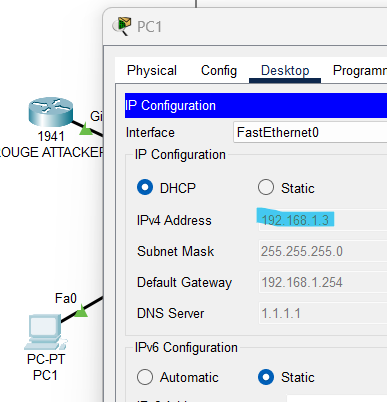 PC1
Physical Config Desktop Programm
IP Configuration
Interface FastEthernet0
IP Configuration
DHCP Static
IPv4 Address 192.168.1.3
Subnet Mask 255.255.255.0
Default Gateway 192.168.1.254
DNS Server 1.1.1.1
IPv6 Configuration
Automatic Static
Gi
1941
OUGE ATTACKER
Fa0
PC-PT
PC1